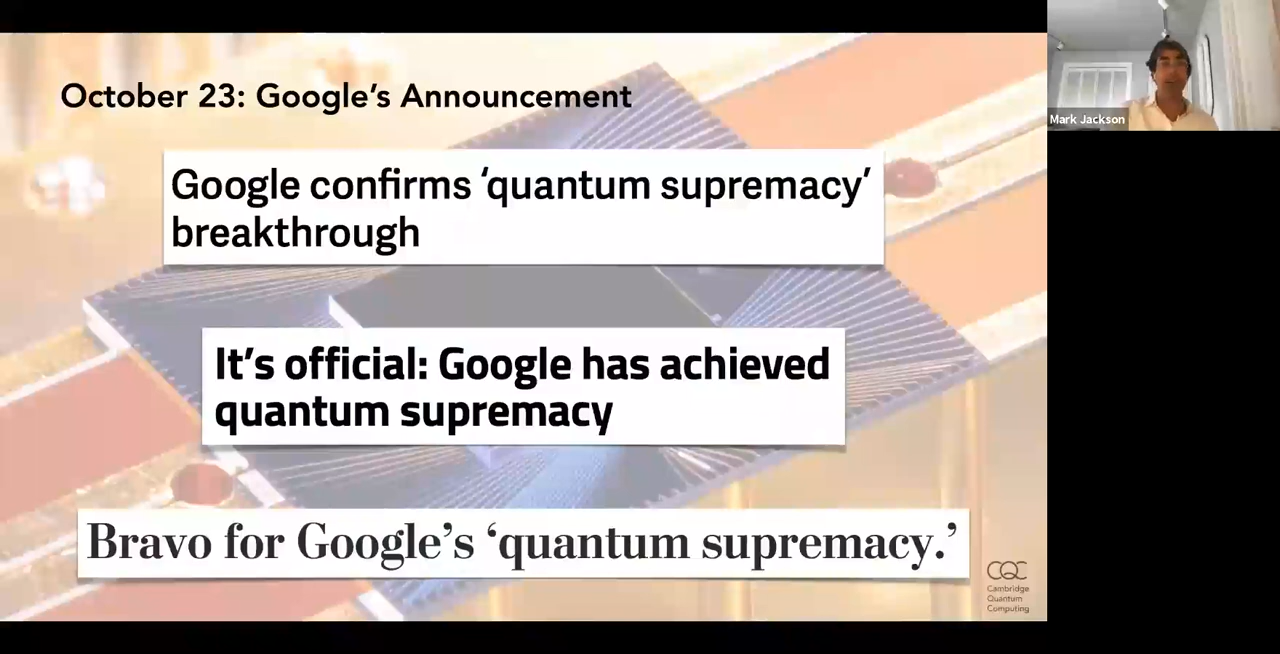 October 23: Google's Announcement
Google confirms ‘quantum supremacy’
breakthrough
It's official: Google has achieved
quantum supremacy
Bravo for Google's ‘quantum supremacy.’
CQC
Cambridge
Quantum
Computing
Mark Jackson